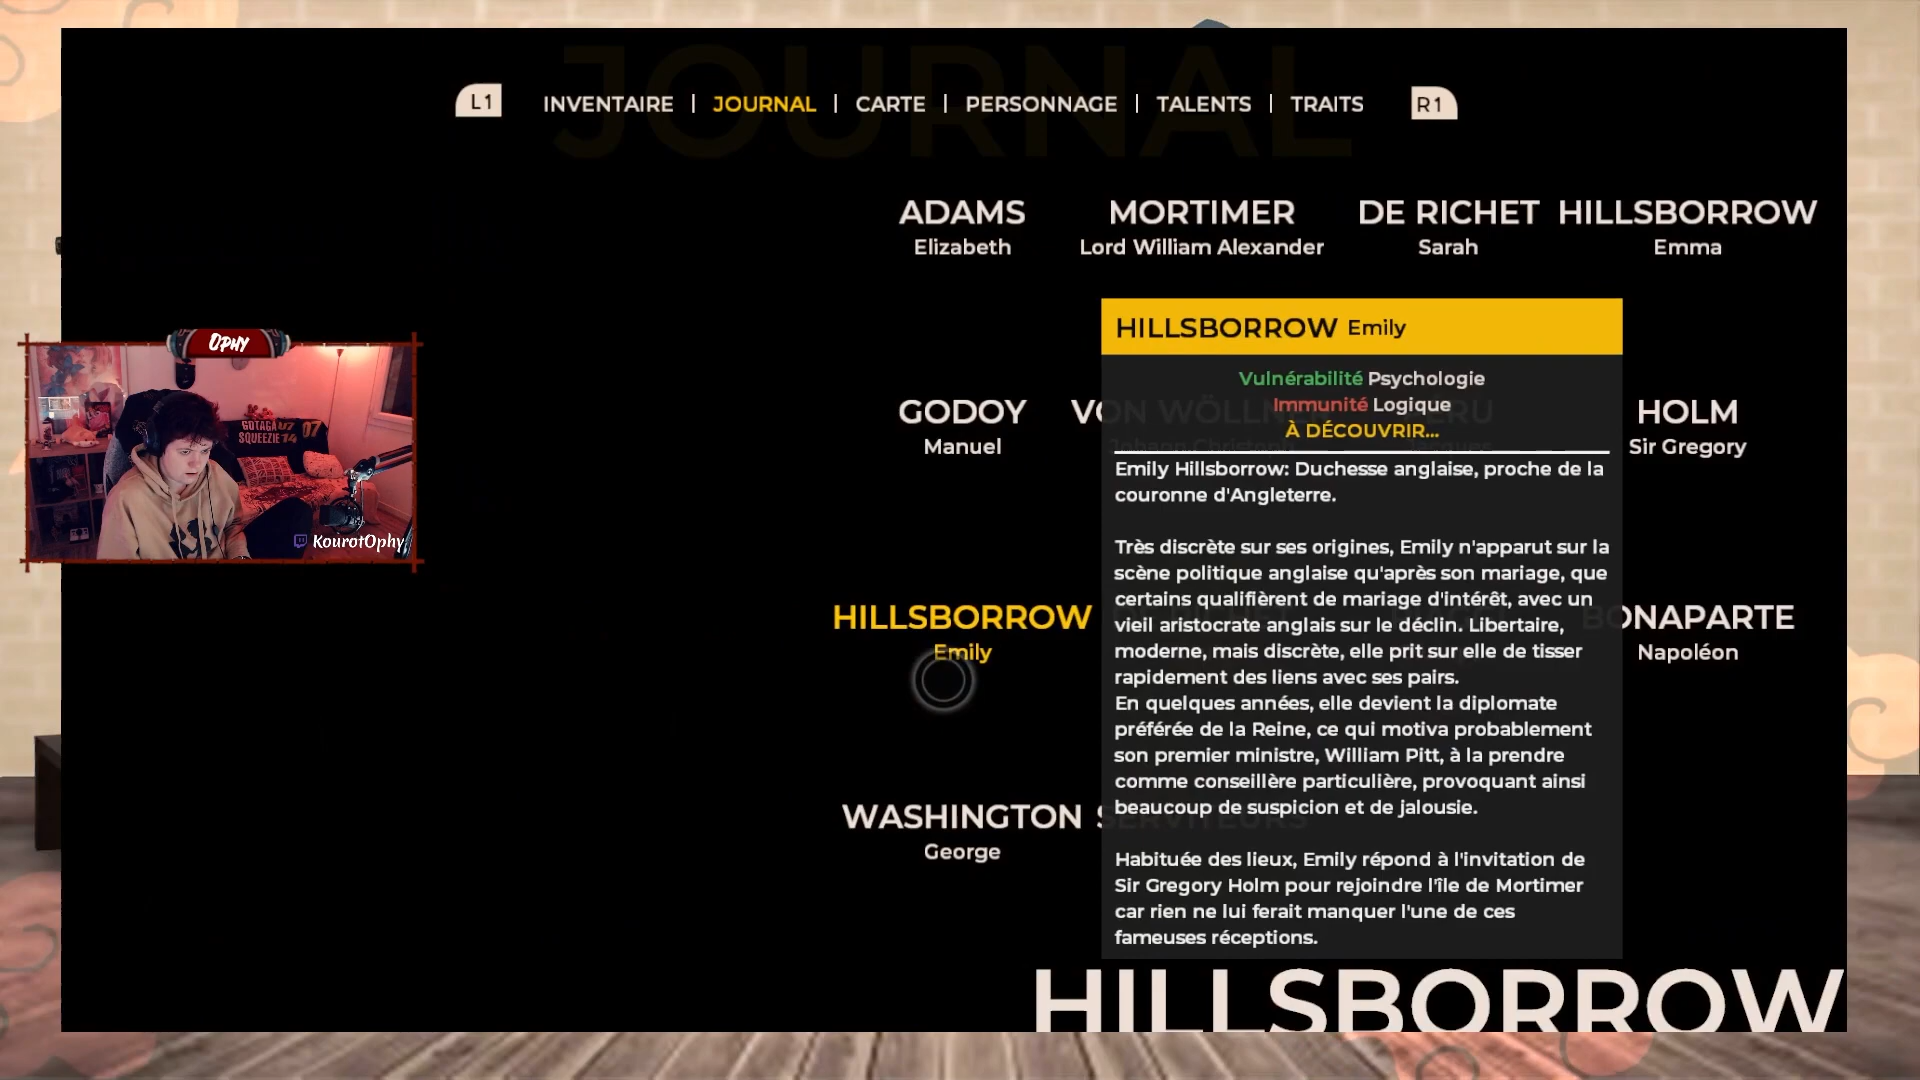 JOURNAL
L1
INVENTAIRE | JOURNAL | CARTE | PERSONNAGE | TALENTS | TRAITS
R1
ADAMS
Elizabeth
MORTIMER
Lord William Alexander
DE RICHET
Sarah
HILLSBORROW
Emma
OPHY
GOTAGA 07
SQUEEZIE 14
07
KourotOphy
GODOY
Manuel
HOLM
Sir Gregory
HILLSBORROW
Emily
BONAPARTE
Napoléon
WASHINGTON
George
SERVITEURS
HILLSBORROW Emily
Vulnérabilité Psychologie
Immunité Logique
À DÉCOUVRIR...
Emily Hillsborrow: Duchesse anglaise, proche de la
couronne d'Angleterre.
Très discrète sur ses origines, Emily n'apparut sur la
scène politique anglaise qu'après son mariage, que
certains qualifièrent de mariage d'intérêt, avec un
vieil aristocrate anglais sur le déclin. Libertaire,
moderne, mais discrète, elle prit sur elle de tisser
rapidement des liens avec ses pairs.
En quelques années, elle devient la diplomate
préférée de la Reine, ce qui motiva probablement
son premier ministre, William Pitt, à la prendre
comme conseillère particulière, provoquant ainsi
beaucoup de suspicion et de jalousie.
Habituée des lieux, Emily répond à l'invitation de
Sir Gregory Holm pour rejoindre l'île de Mortimer
car rien ne lui ferait manquer l'une de ces
fameuses réceptions.
HILLSBORROW